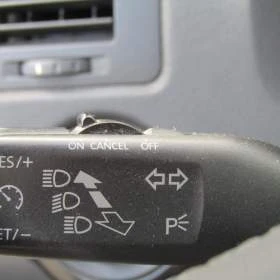 ON CANCEL OFF
ES/+
ET/-
P